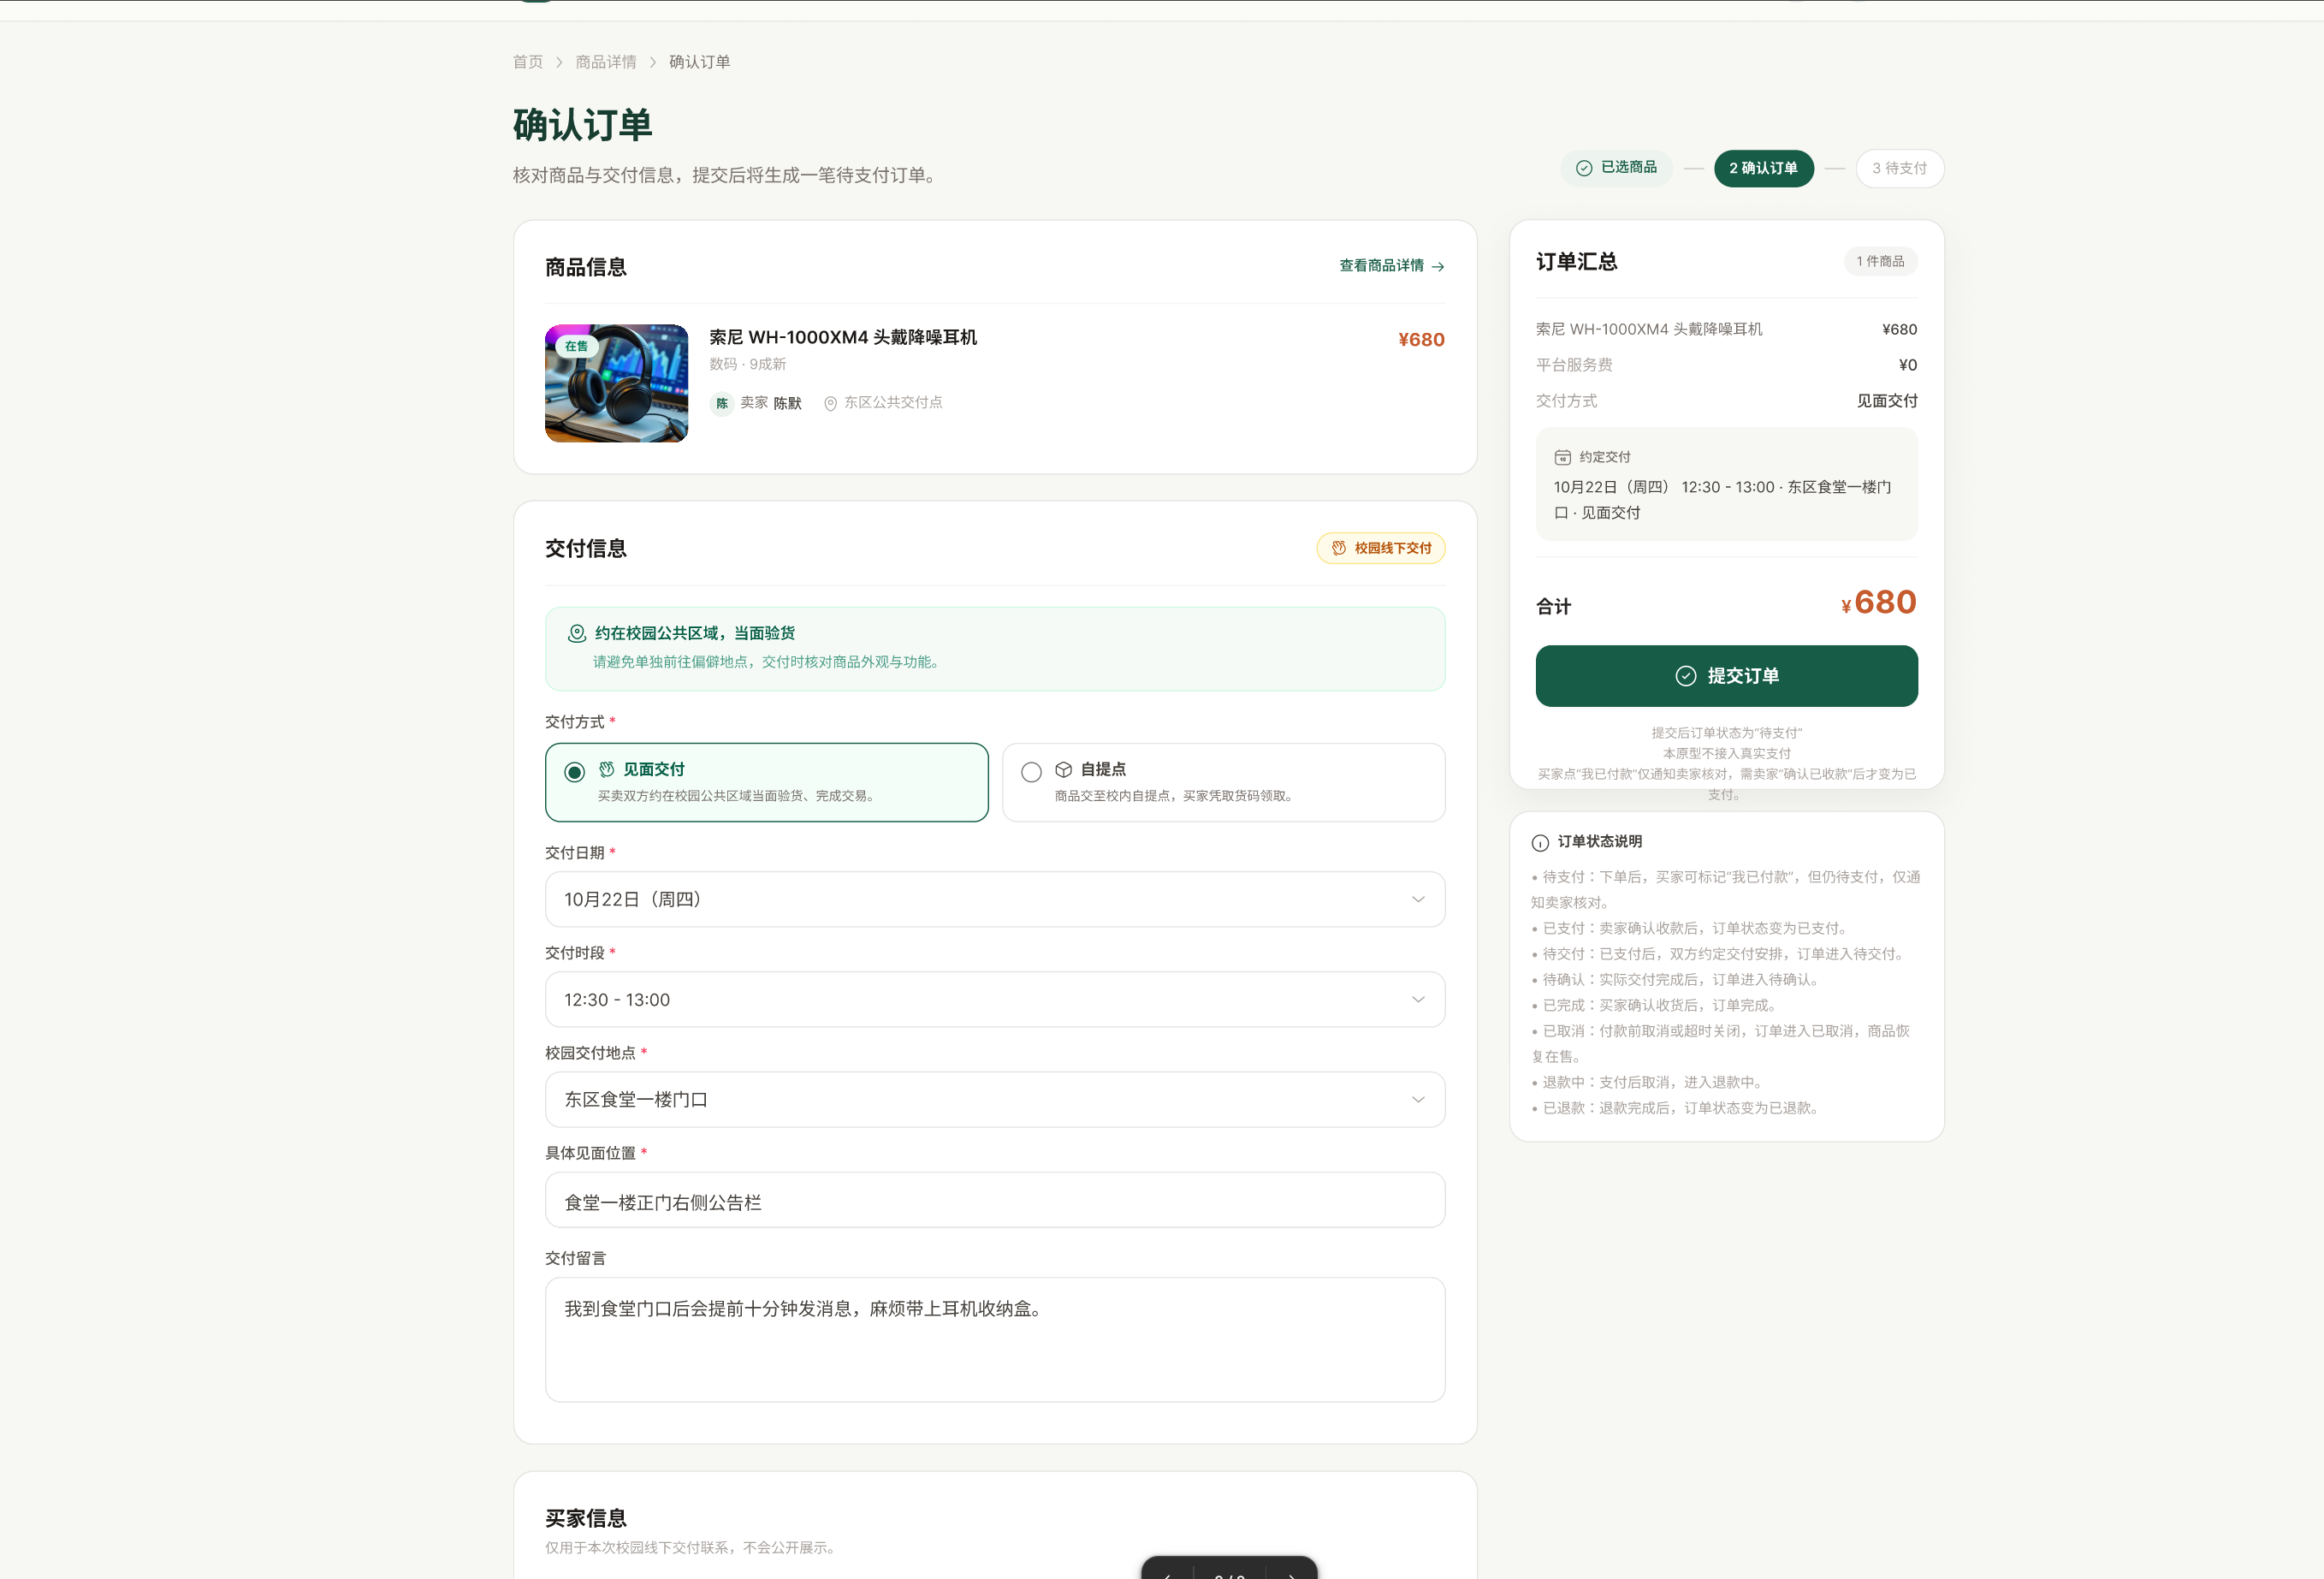 首页 > 商品详情 > 确认订单
确认订单
核对商品与交付信息，提交后将生成一笔待支付订单。
已选商品 — 2 确认订单 — 3 待支付
商品信息
查看商品详情 →
在售
索尼 WH-1000XM4 头戴降噪耳机
¥680
数码 · 9成新
陈 卖家 陈默 东区公共交付点
交付信息
校园线下交付
约在校园公共区域，当面验货
请避免单独前往偏僻地点，交付时核对商品外观与功能。
交付方式 *
见面交付
买卖双方约在校园公共区域当面验货、完成交易。
自提点
商品交至校内自提点，买家凭取货码领取。
交付日期 *
10月22日（周四）
交付时段 *
12:30 - 13:00
校园交付地点 *
东区食堂一楼门口
具体见面位置 *
食堂一楼正门右侧公告栏
交付留言
我到食堂门口后会提前十分钟发消息，麻烦带上耳机收纳盒。
买家信息
仅用于本次校园线下交付联系，不会公开展示。
订单汇总
1 件商品
索尼 WH-1000XM4 头戴降噪耳机 ¥680
平台服务费 ¥0
交付方式 见面交付
约定交付
10月22日（周四） 12:30 - 13:00 · 东区食堂一楼门
口 · 见面交付
合计 ¥680
提交订单
提交后订单状态为“待支付”
本原型不接入真实支付
买家点“我已付款”仅通知卖家核对，需卖家“确认已收款”后才变为已
支付。
订单状态说明
• 待支付：下单后，买家可标记“我已付款”，但仍待支付，仅通
知卖家核对。
• 已支付：卖家确认收款后，订单状态变为已支付。
• 待交付：已支付后，双方约定交付安排，订单进入待交付。
• 待确认：实际交付完成后，订单进入待确认。
• 已完成：买家确认收货后，订单完成。
• 已取消：付款前取消或超时关闭，订单进入已取消，商品恢
复在售。
• 退款中：支付后取消，进入退款中。
• 已退款：退款完成后，订单状态变为已退款。